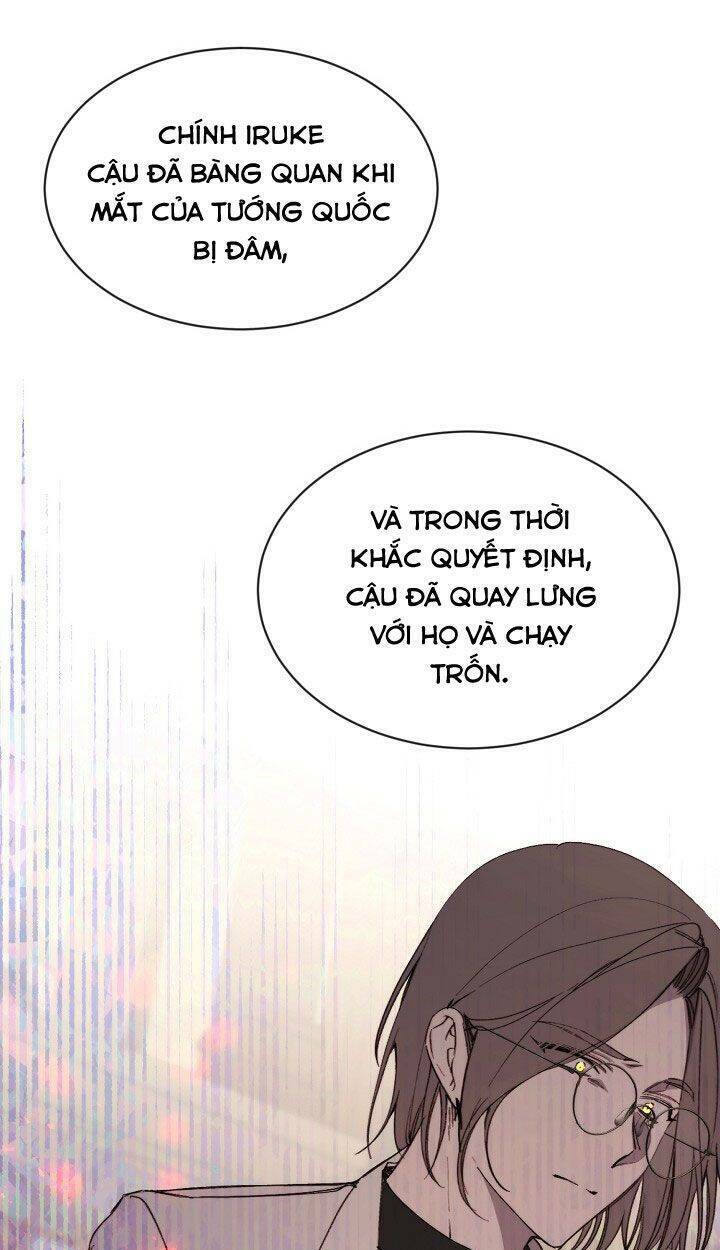 CHÍNH IRUKE
CẬU ĐÃ BÀNG QUAN KHI
MẮT CỦA TƯỚNG QUỐC
BỊ ĐÂM,
VÀ TRONG THỜI
KHẮC QUYẾT ĐỊNH,
CẬU ĐÃ QUAY LƯNG
VỚI HỌ VÀ CHẠY
TRỐN.